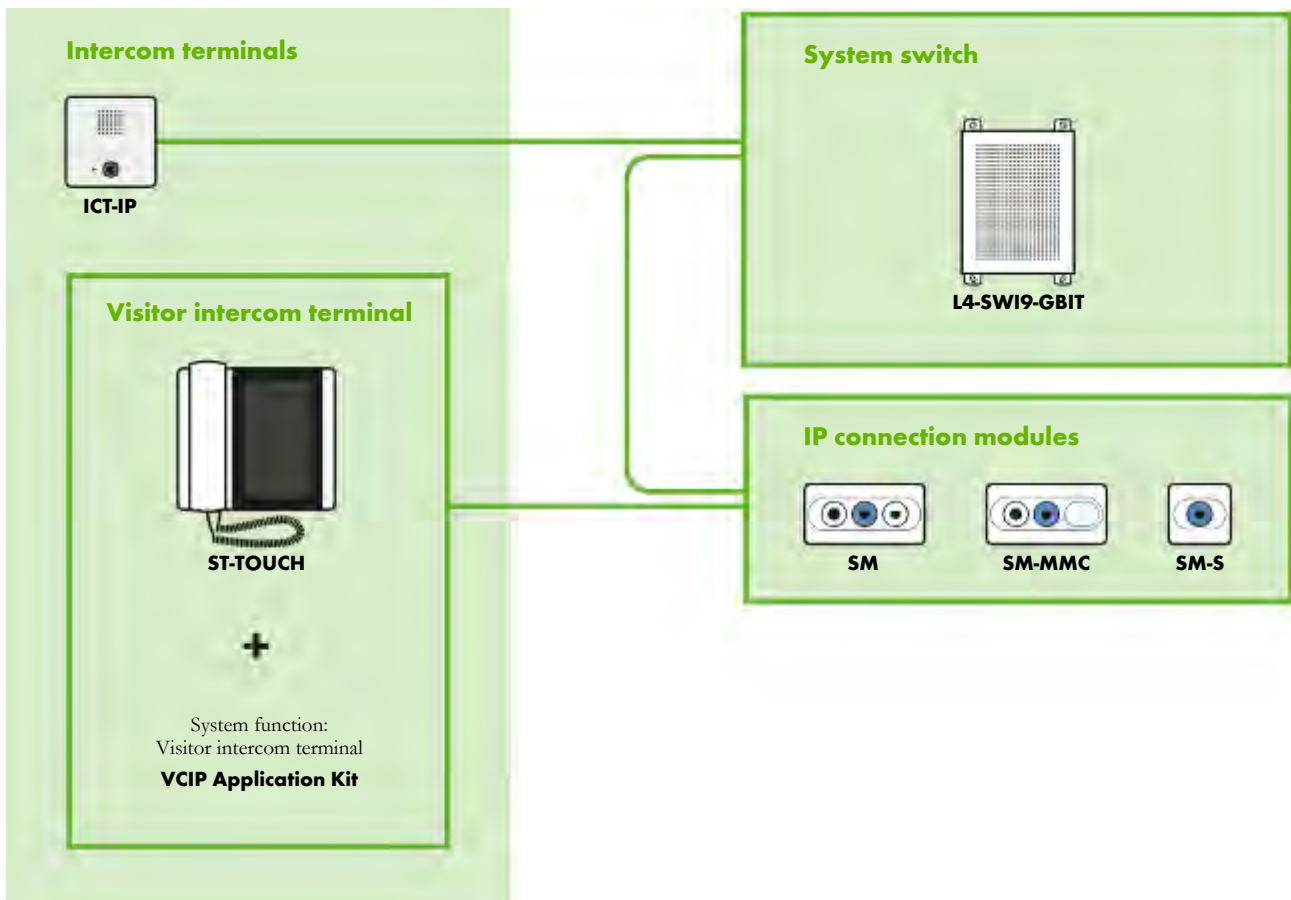 Intercom terminals
ICT-IP
Visitor intercom terminal
ST-TOUCH
+
System function:
Visitor intercom terminal
VCIP Application Kit
System switch
L4-SWI9-GBIT
IP connection modules
SM
SM-MMC
SM-S